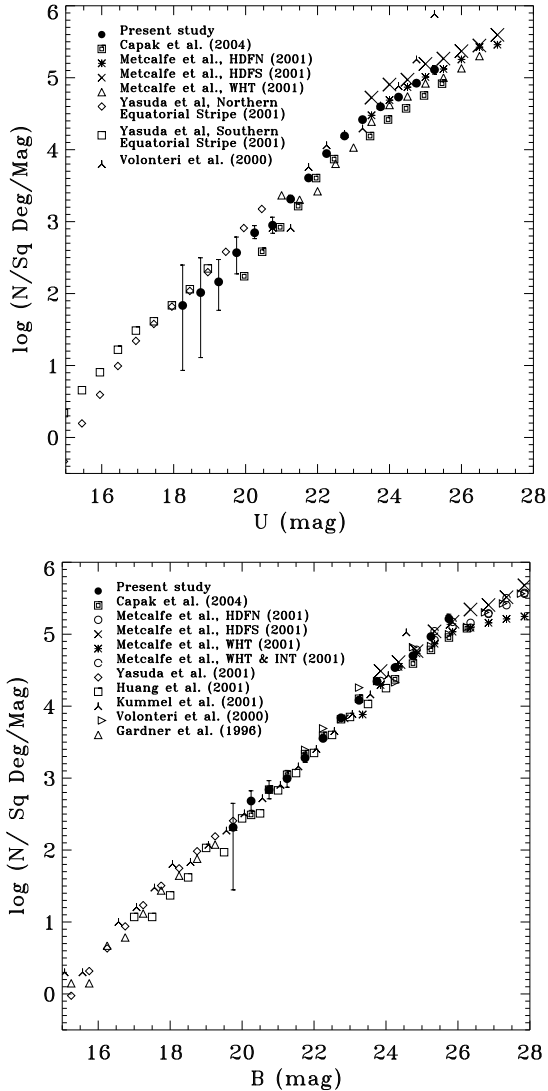 6
5
4
3
2
1
0
log (N/Sq Deg/Mag)
Present study
Capak et al. (2004)
Metcalfe et al., HDFN (2001)
Metcalfe et al., HDFS (2001)
Metcalfe et al., WHT (2001)
Yasuda et al, Northern
Equatorial Stripe (2001)
Yasuda et al, Southern
Equatorial Stripe (2001)
Volonteri et al. (2000)
16 18 20 22 24 26 28
U (mag)
6
5
4
3
2
1
0
log (N/ Sq Deg/Mag)
Present study
Capak et al. (2004)
Metcalfe et al., HDFN (2001)
Metcalfe et al., HDFS (2001)
Metcalfe et al., WHT (2001)
Metcalfe et al., WHT & INT (2001)
Yasuda et al. (2001)
Huang et al. (2001)
Kummel et al. (2001)
Volonteri et al. (2000)
Gardner et al. (1996)
16 18 20 22 24 26 28
B (mag)